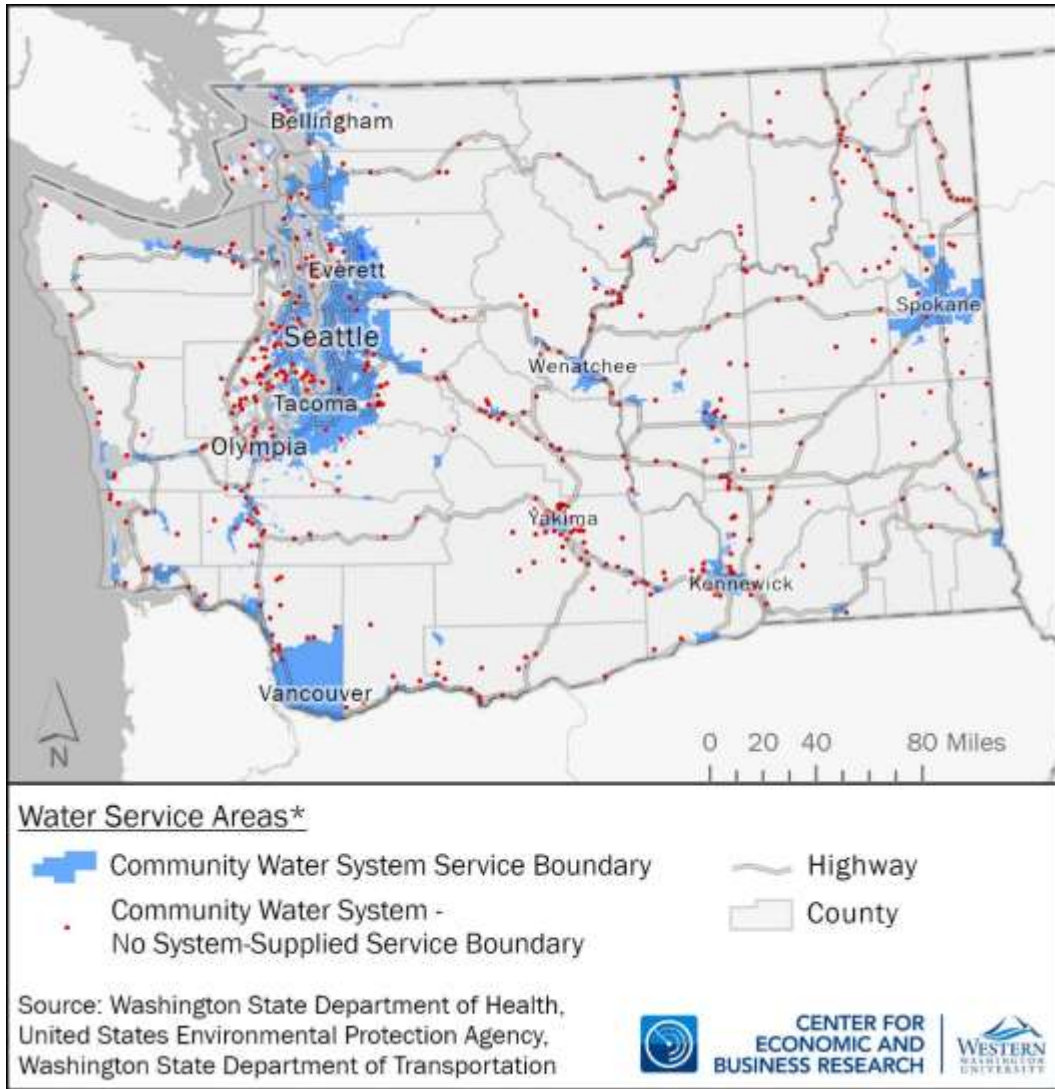 Bellingham
Everett
Seattle
Spokane
Wenatchee
Tacoma
Olympia
Yakima
Kennewick
Vancouver
N
0 20 40 80 Miles
Water Service Areas*
Community Water System Service Boundary
Highway
Community Water System -
No System-Supplied Service Boundary
County
Source: Washington State Department of Health,
United States Environmental Protection Agency,
Washington State Department of Transportation
CENTER FOR
ECONOMIC AND
BUSINESS RESEARCH
WESTERN
WASHINGTON
UNIVERSITY